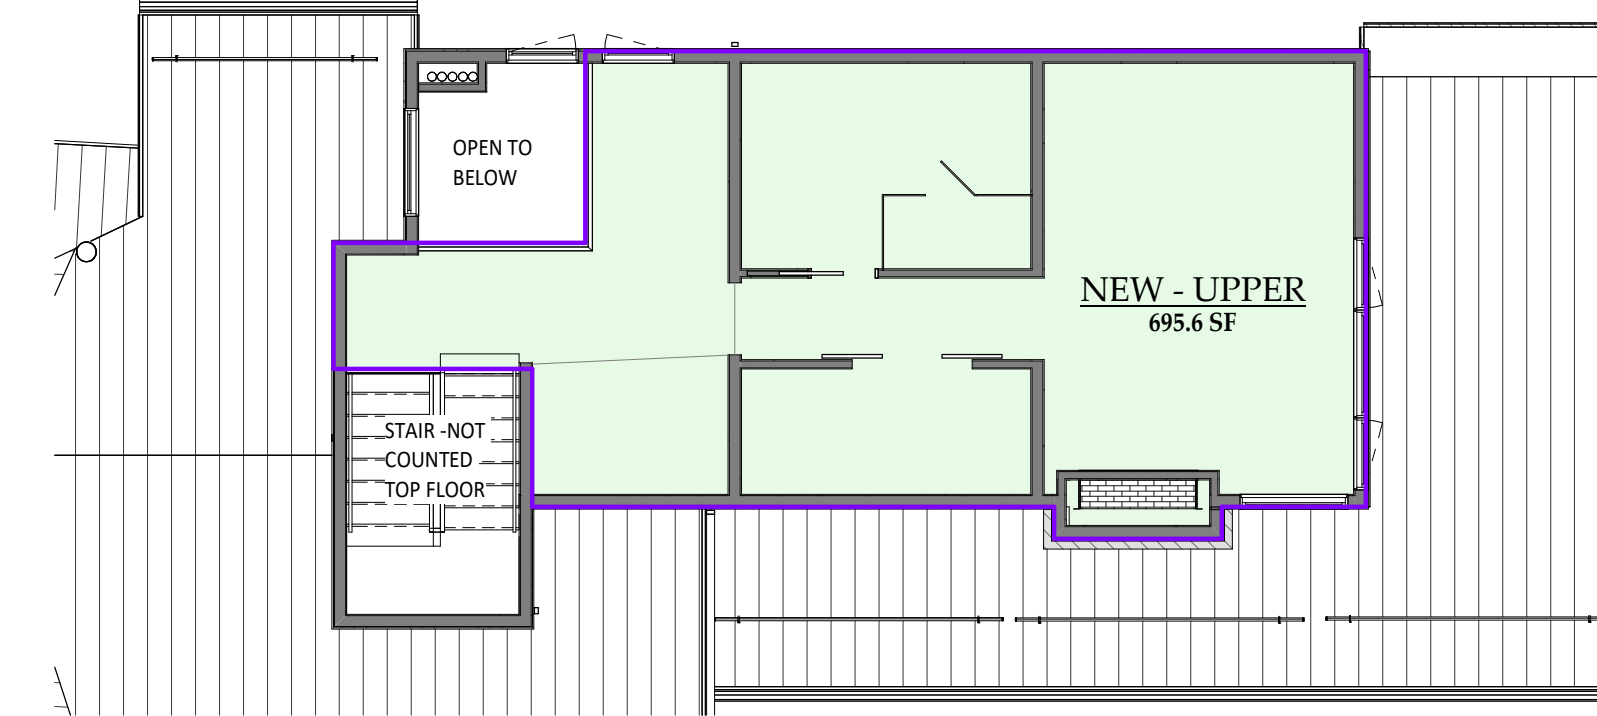 OPEN TO
BELOW
NEW - UPPER
695.6 SF
STAIR -NOT
COUNTED
TOP FLOOR